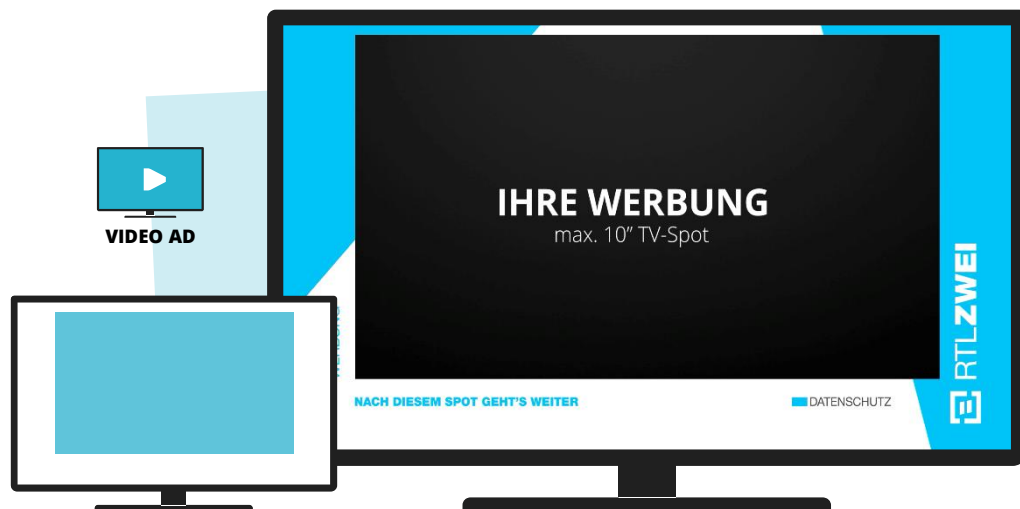 IHRE WERBUNG
max. 10” TV-Spot
VIDEO AD
RTLZWEI
NACH DIESEM SPOT GEHT’S WEITER
DATENSCHUTZ